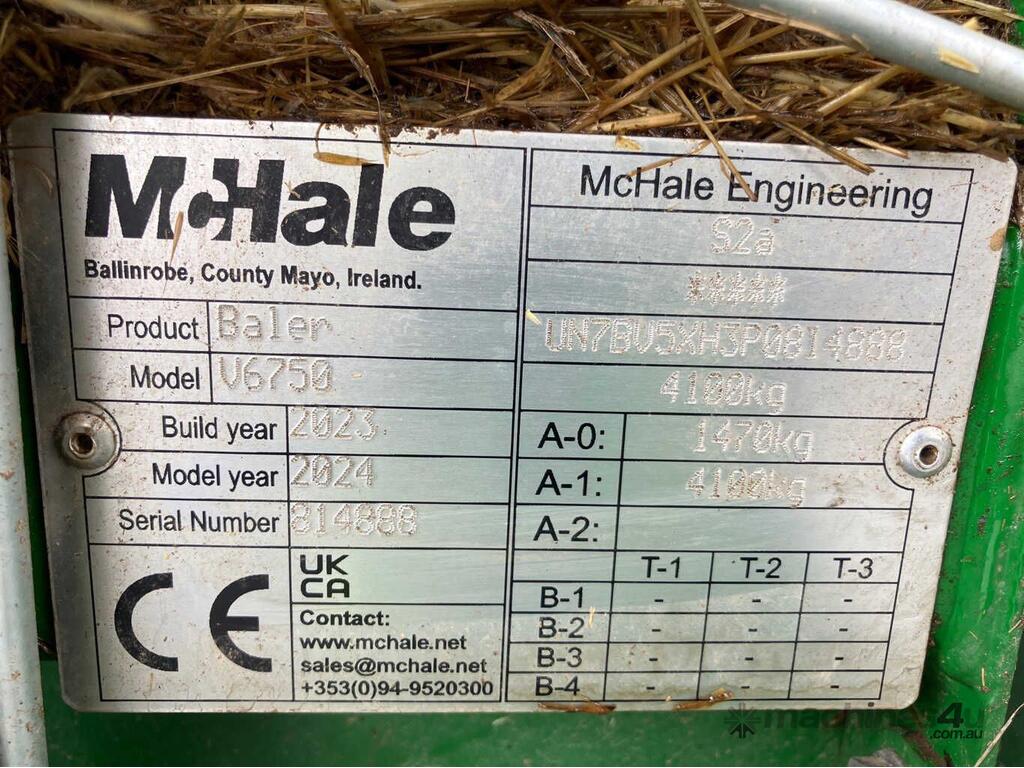 McHale
Ballinrobe, County Mayo, Ireland.
Product Baler
Model V6750
Build year 2023
Model year 2024
Serial Number 814888
CE
UK
CA
Contact:
www.mchale.net
sales@mchale.net
+353(0)94-9520300
McHale Engineering
S2a
*****
UN7BV5XH3P0814888
4100kg
A-0: 1470kg
A-1: 4100kg
A-2:
T-1 T-2 T-3
B-1 - - -
B-2 - - -
B-3 - - -
B-4 - - -
machines4u
.com.au